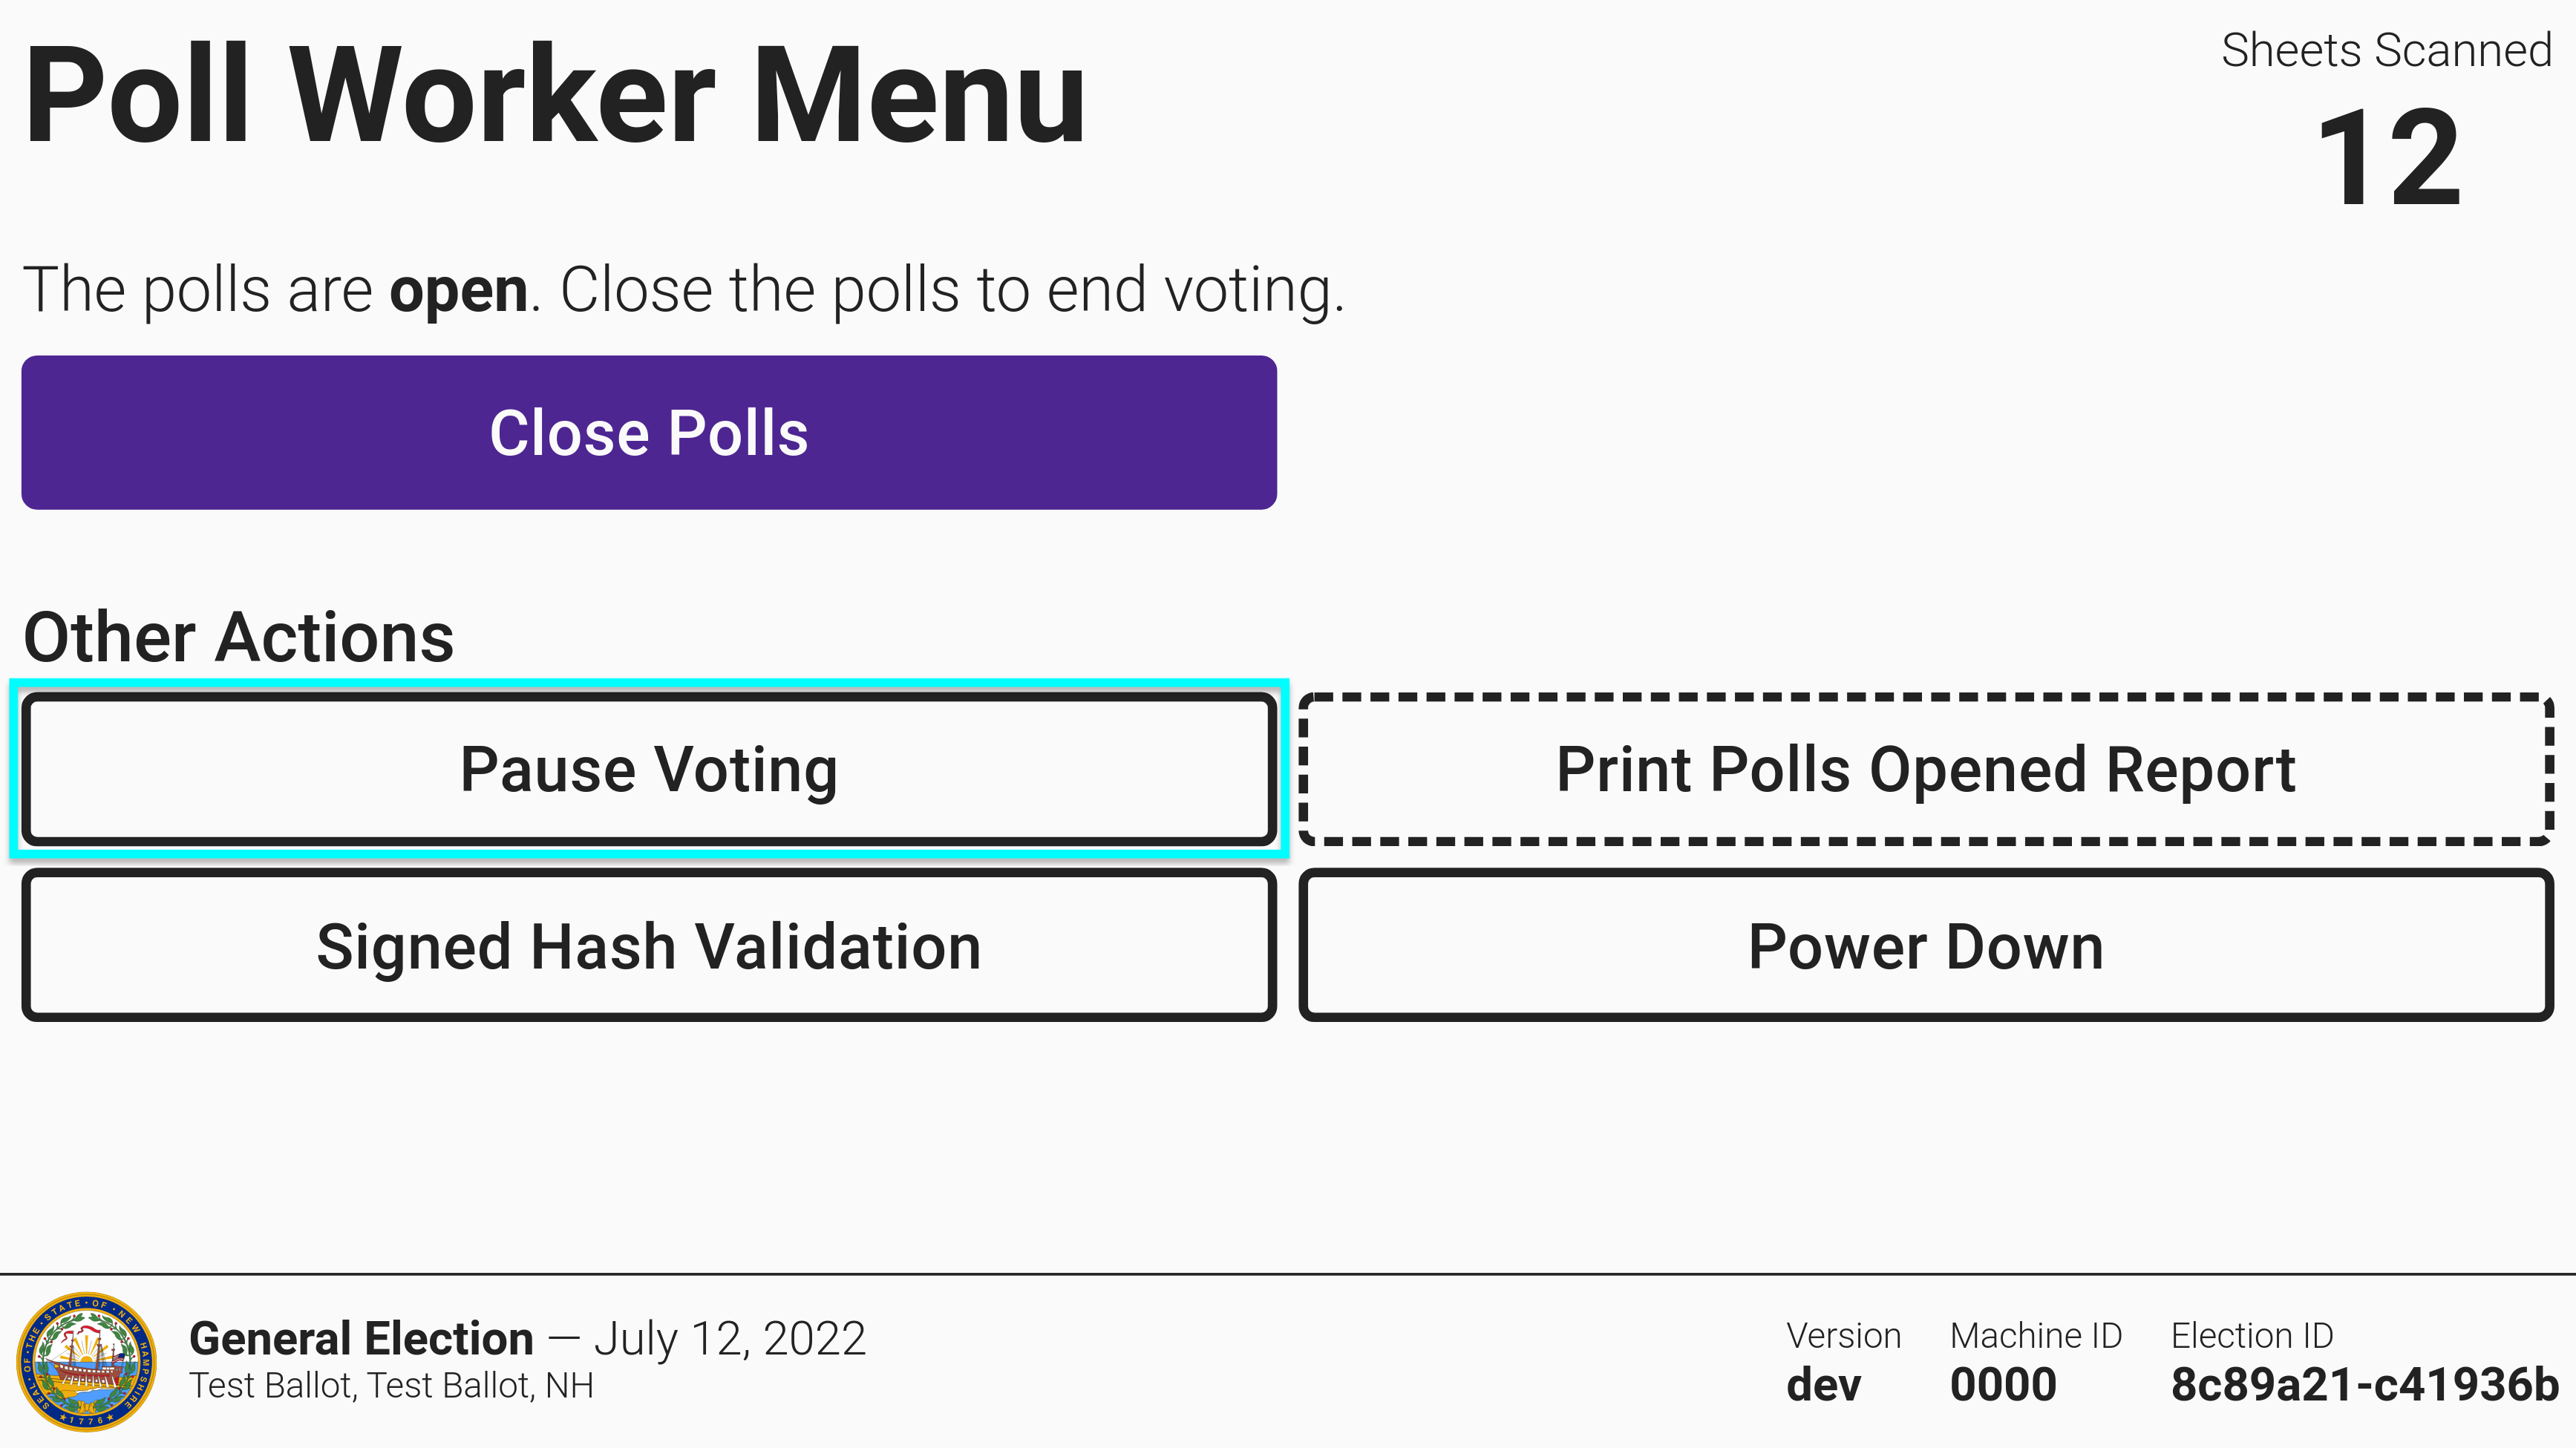 Poll Worker Menu
Sheets Scanned
12
The polls are open. Close the polls to end voting.
Close Polls
Other Actions
Pause Voting
Print Polls Opened Report
Signed Hash Validation
Power Down
SEAL · OF · THE · STATE · OF · NEW HAMPSHIRE
1776
General Election — July 12, 2022
Test Ballot, Test Ballot, NH
Version
dev
Machine ID
0000
Election ID
8c89a21-c41936b